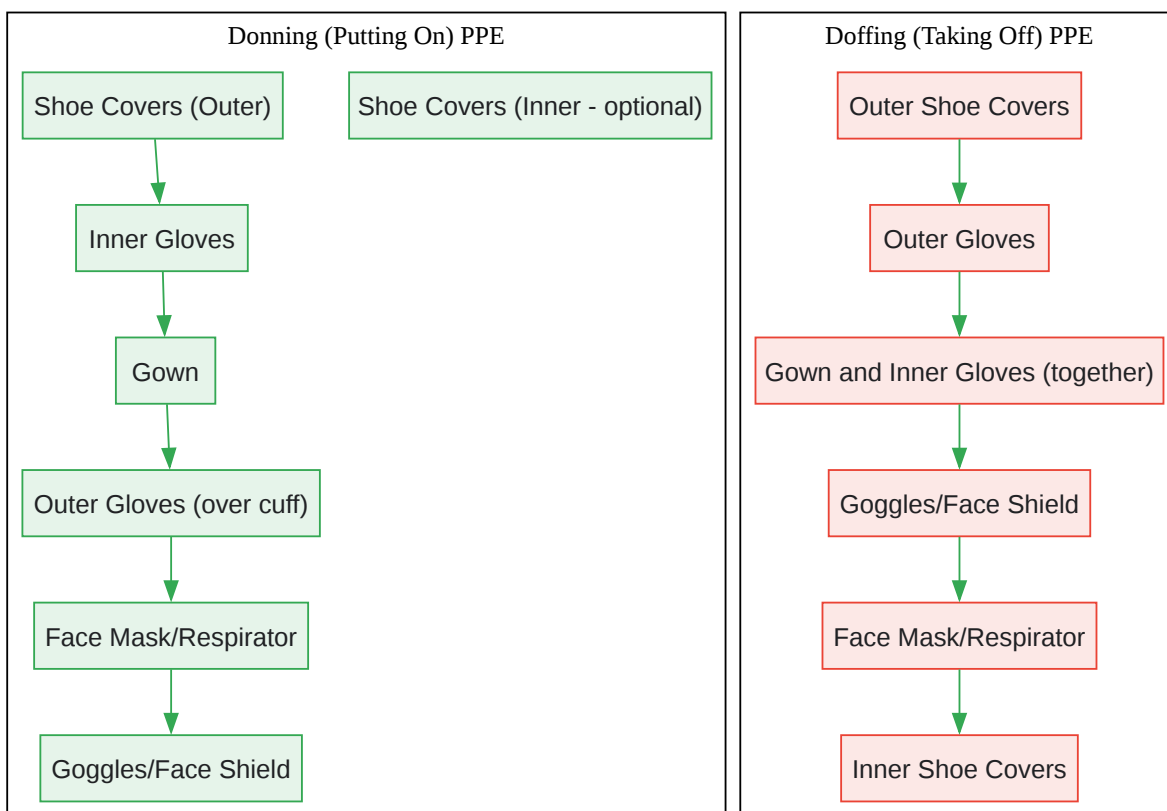 Donning (Putting On) PPE
Shoe Covers (Outer)
Shoe Covers (Inner - optional)
Inner Gloves
Gown
Outer Gloves (over cuff)
Face Mask/Respirator
Goggles/Face Shield
Doffing (Taking Off) PPE
Outer Shoe Covers
Outer Gloves
Gown and Inner Gloves (together)
Goggles/Face Shield
Face Mask/Respirator
Inner Shoe Covers